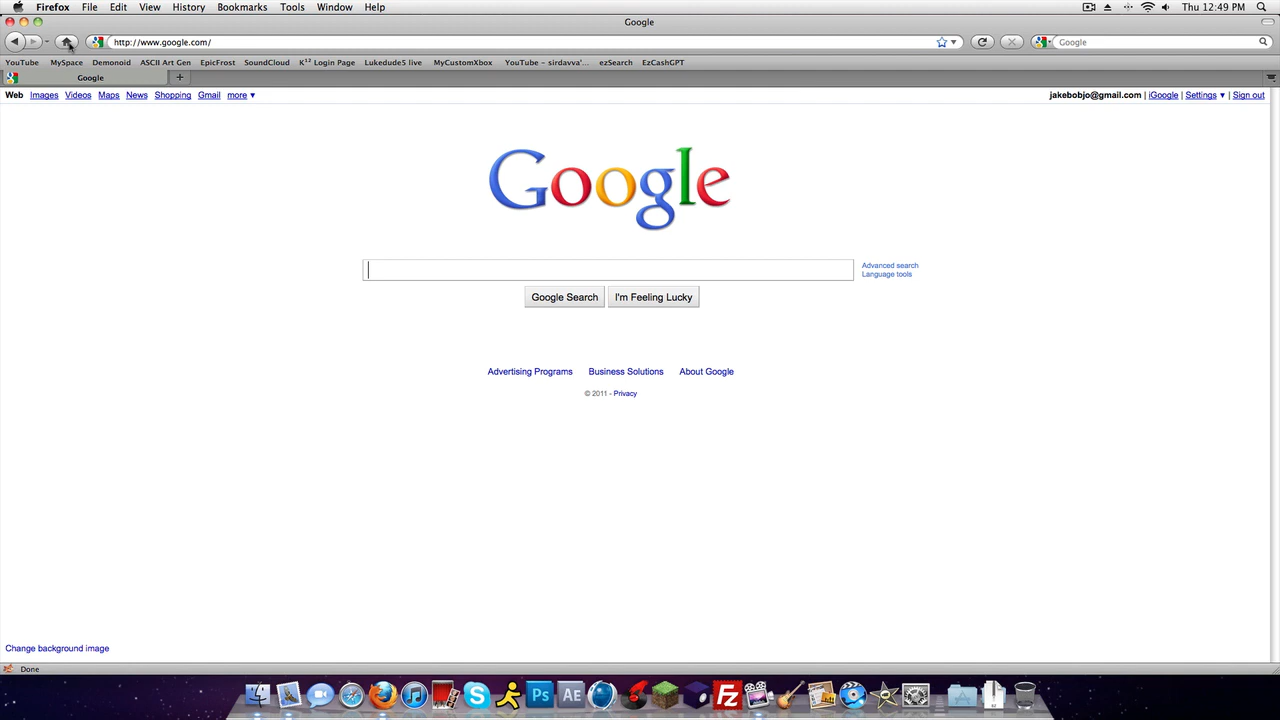 Firefox File Edit View History Bookmarks Tools Window Help Thu 12:49 PM
Google
http://www.google.com/ Google
YouTube MySpace Demonoid ASCII Art Gen EpicFrost SoundCloud K¹² Login Page Lukedude5 live MyCustomXbox YouTube - sirdavva'... ezSearch EzCashGPT
Google
Web Images Videos Maps News Shopping Gmail more ▼ jakebobjo@gmail.com | iGoogle | Settings ▼ | Sign out
Google
Advanced search
Language tools
Google Search I'm Feeling Lucky
Advertising Programs Business Solutions About Google
© 2011 - Privacy
Change background image
Done
Ps AE Fz